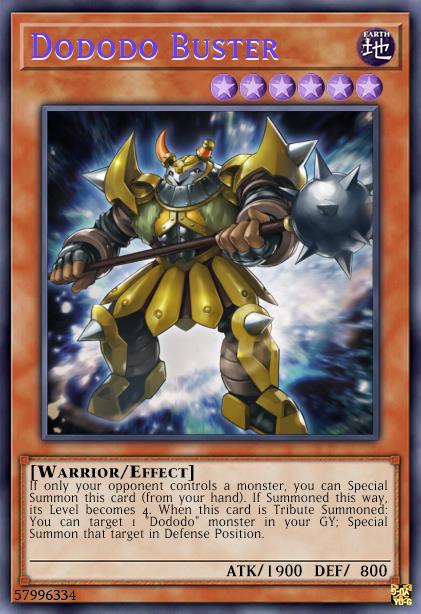 Dododo Buster
EARTH
地
[Warrior/Effect]
If only your opponent controls a monster, you can Special
Summon this card (from your hand). If Summoned this way,
its Level becomes 4. When this card is Tribute Summoned:
You can target 1 "Dododo" monster in your GY; Special
Summon that target in Defense Position.
ATK/1900 DEF/ 800
57996334